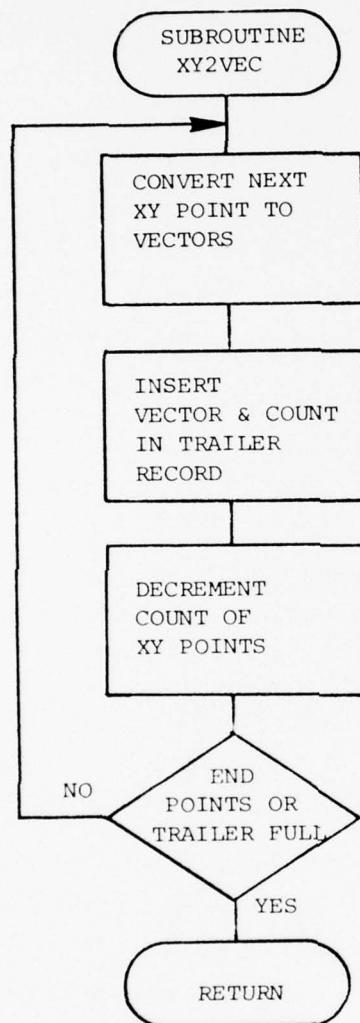 SUBROUTINE
XY2VEC
CONVERT NEXT
XY POINT TO
VECTORS
INSERT
VECTOR & COUNT
IN TRAILER
RECORD
DECREMENT
COUNT OF
XY POINTS
END
POINTS OR
TRAILER FULL
NO
YES
RETURN